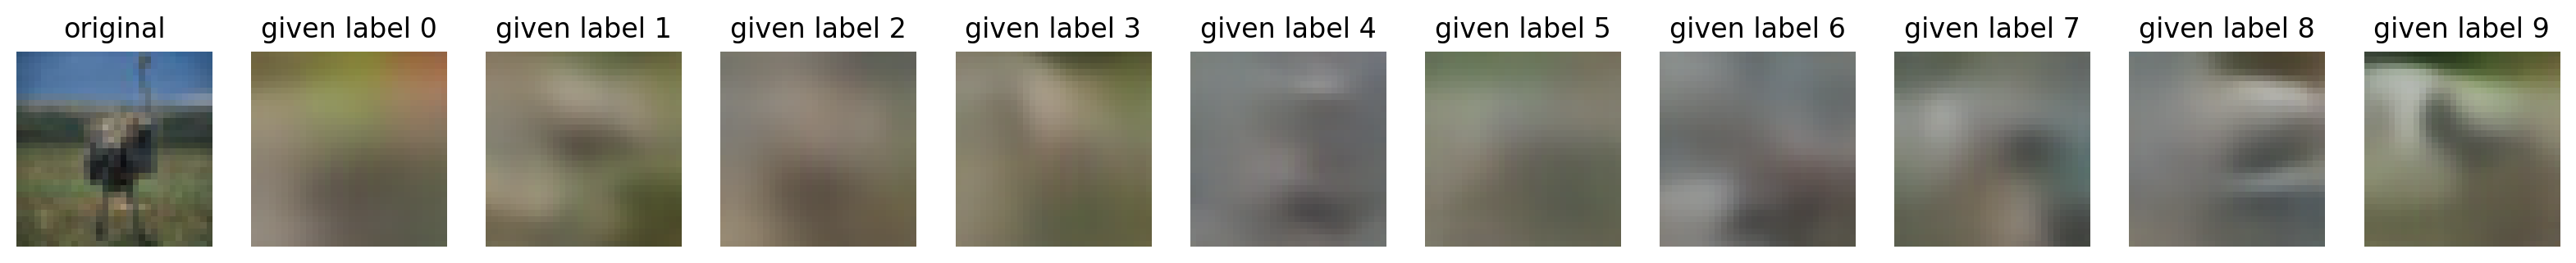 original
given label 0
given label 1
given label 2
given label 3
given label 4
given label 5
given label 6
given label 7
given label 8
given label 9